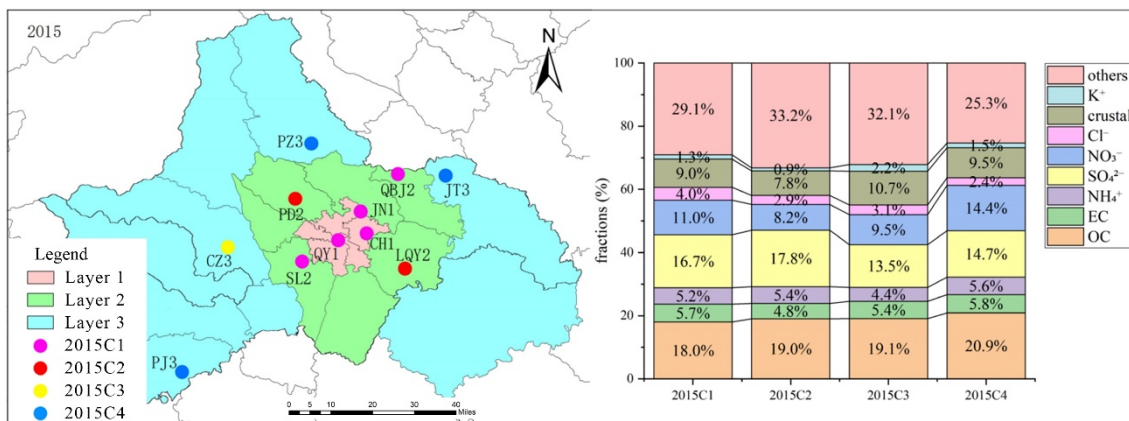 2015
N
PZ3
QBJ2
JT3
PD2
JN1
CH1
QY1
CZ3
SL2
LQY2
PJ3
Legend
Layer 1
Layer 2
Layer 3
2015C1
2015C2
2015C3
2015C4
0 5 10 20 30 40
Miles
fractions (%)
100
80
60
40
20
0
29.1%
1.3%
9.0%
4.0%
11.0%
16.7%
5.2%
5.7%
18.0%
33.2%
0.9%
7.8%
2.9%
8.2%
17.8%
5.4%
4.8%
19.0%
32.1%
2.2%
10.7%
3.1%
9.5%
13.5%
4.4%
5.4%
19.1%
25.3%
1.5%
9.5%
2.4%
14.4%
14.7%
5.6%
5.8%
20.9%
2015C1 2015C2 2015C3 2015C4
others
K⁺
crustal
Cl⁻
NO₃⁻
SO₄²⁻
NH₄⁺
EC
OC